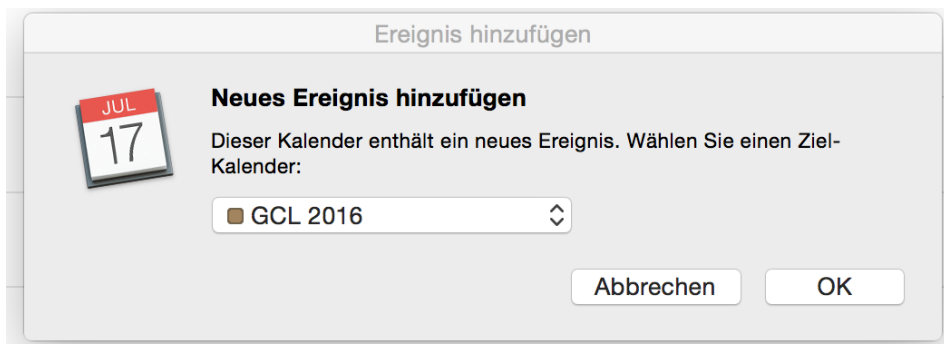 Ereignis hinzufügen
JUL
17
Neues Ereignis hinzufügen
Dieser Kalender enthält ein neues Ereignis. Wählen Sie einen Ziel-
Kalender:
GCL 2016
Abbrechen
OK